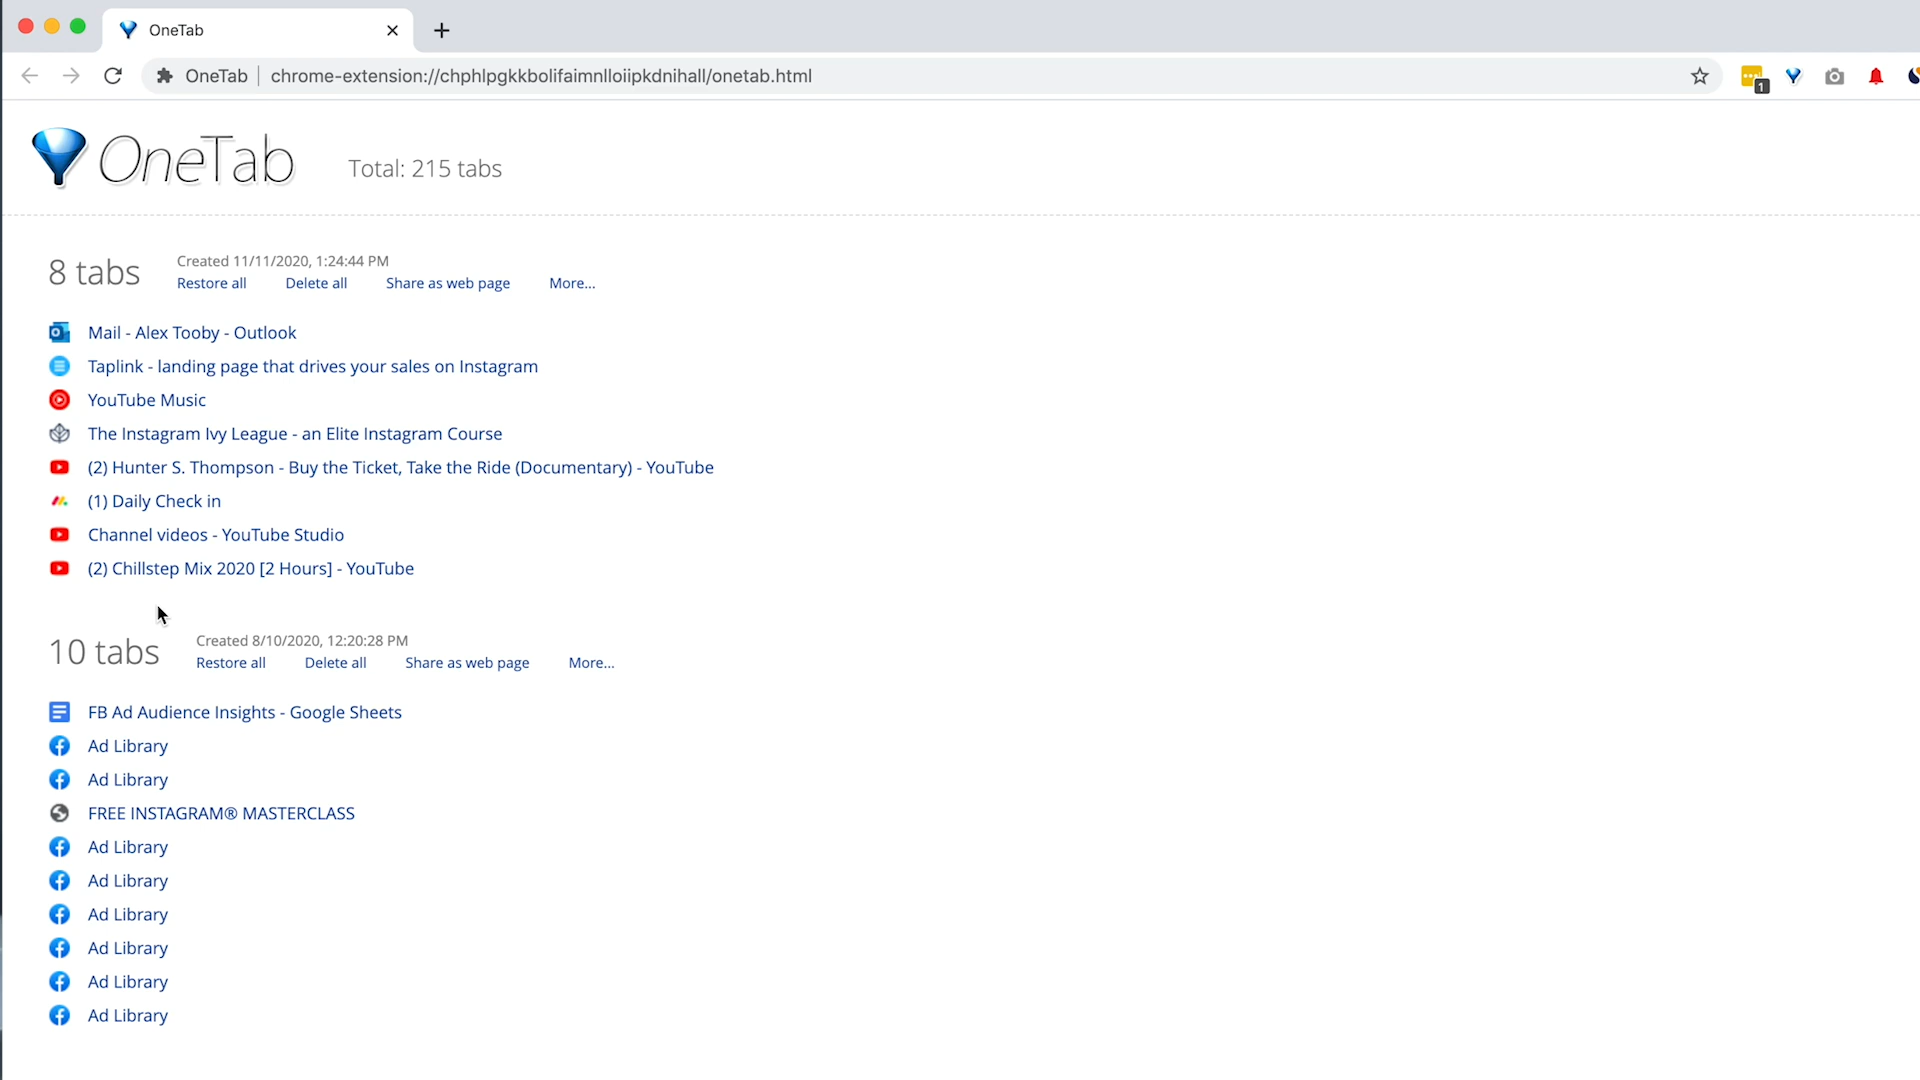 OneTab
OneTab chrome-extension://chphlpgkkbolifaimnlloiipkdnihall/onetab.html
1
OneTab
Total: 215 tabs
8 tabs
Created 11/11/2020, 1:24:44 PM
Restore all Delete all Share as web page More...
Mail - Alex Tooby - Outlook
Taplink - landing page that drives your sales on Instagram
YouTube Music
The Instagram Ivy League - an Elite Instagram Course
(2) Hunter S. Thompson - Buy the Ticket, Take the Ride (Documentary) - YouTube
(1) Daily Check in
Channel videos - YouTube Studio
(2) Chillstep Mix 2020 [2 Hours] - YouTube
10 tabs
Created 8/10/2020, 12:20:28 PM
Restore all Delete all Share as web page More...
FB Ad Audience Insights - Google Sheets
Ad Library
Ad Library
FREE INSTAGRAM® MASTERCLASS
Ad Library
Ad Library
Ad Library
Ad Library
Ad Library
Ad Library